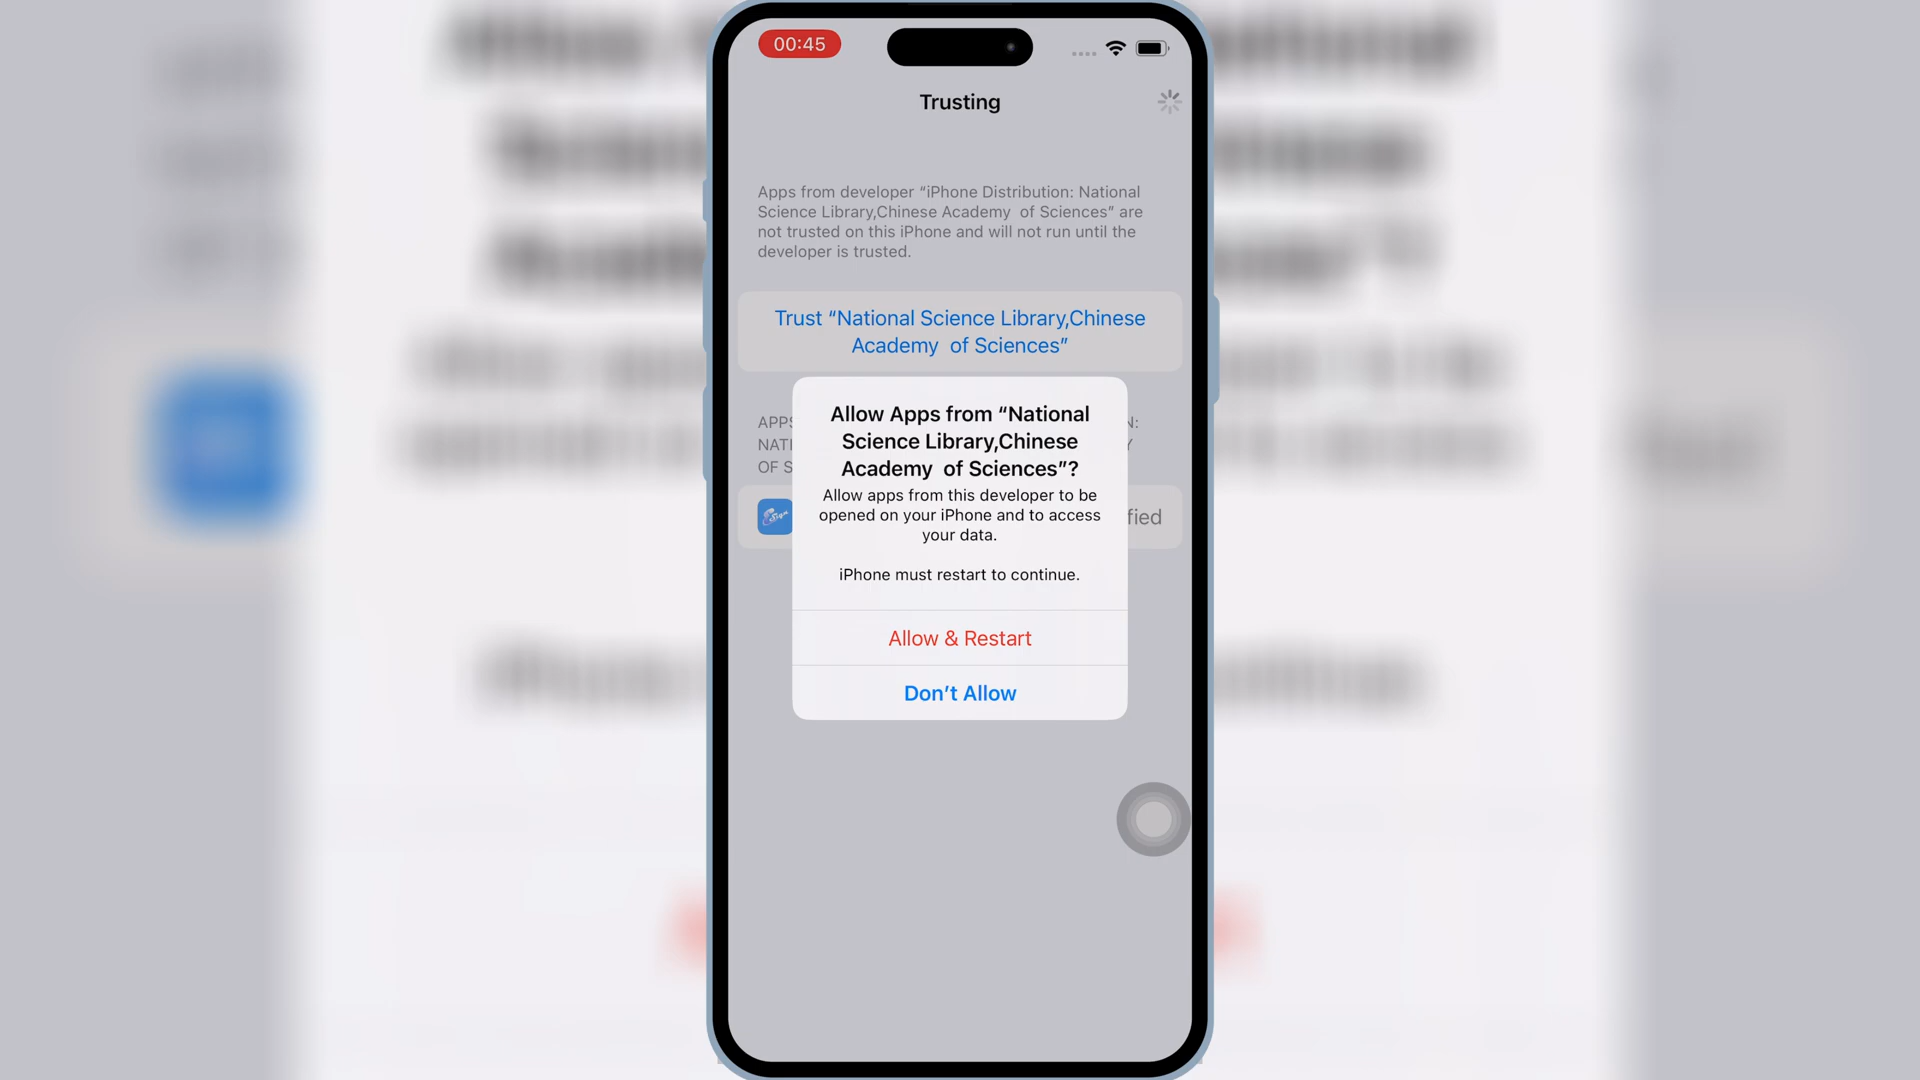 00:45
Trusting
Apps from developer “iPhone Distribution: National
Science Library,Chinese Academy  of Sciences” are
not trusted on this iPhone and will not run until the
developer is trusted.
Trust “National Science Library,Chinese
Academy  of Sciences”
Allow Apps from “National
Science Library,Chinese
Academy  of Sciences”?
Allow apps from this developer to be
opened on your iPhone and to access
your data.
iPhone must restart to continue.
Allow & Restart
Don’t Allow